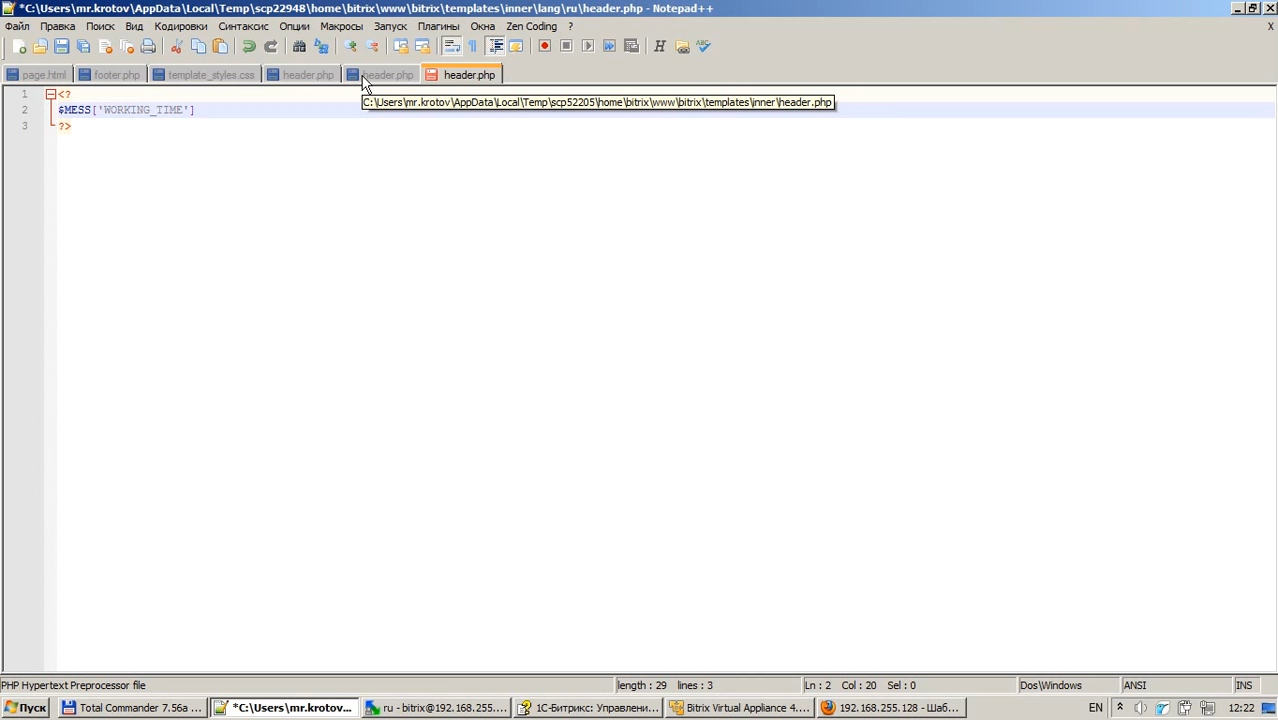 *C:\Users\mr.krotov\AppData\Local\Temp\scp22948\home\bitrix\www\bitrix\templates\inner\lang\ru\header.php - Notepad++
Файл Правка Поиск Вид Кодировки Синтаксис Опции Макросы Запуск Плагины Окна Zen Coding ? X
page.html footer.php template_styles.css header.php header.php header.php
1 <?
C:\Users\mr.krotov\AppData\Local\Temp\scp52205\home\bitrix\www\bitrix\templates\inner\header.php
2 $MESS['WORKING_TIME']
3 ?>
PHP Hypertext Preprocessor file length : 29 lines : 3 Ln : 2 Col : 20 Sel : 0 Dos\Windows ANSI INS
Пуск Total Commander 7.56a ... *C:\Users\mr.krotov... ru - bitrix@192.168.255.... 1С-Битрикс: Управлени... Bitrix Virtual Appliance 4.... 192.168.255.128 - Шаб... EN 12:22